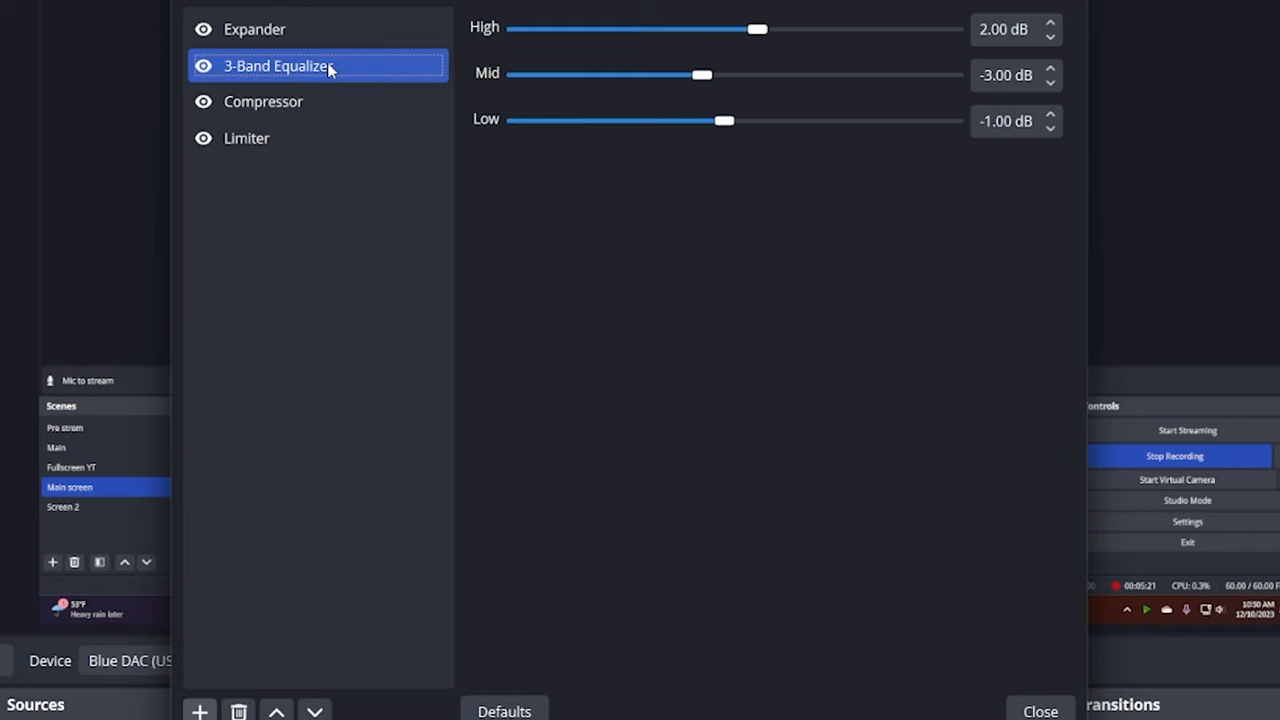 Expander
3-Band Equalizer
Compressor
Limiter
High 2.00 dB
Mid -3.00 dB
Low -1.00 dB
Mic to stream
Scenes
Pre strem
Main
Fullscreen YT
Main screen
Screen 2
ontrols
Start Streaming
Stop Recording
Start Virtual Camera
Studio Mode
Settings
Exit
00:05:21 CPU: 0.3% 60.00 / 60.00 F
53°F
Heavy rain later
10:50 AM
12/10/2023
Device Blue DAC (US
Sources
ransitions
Defaults
Close